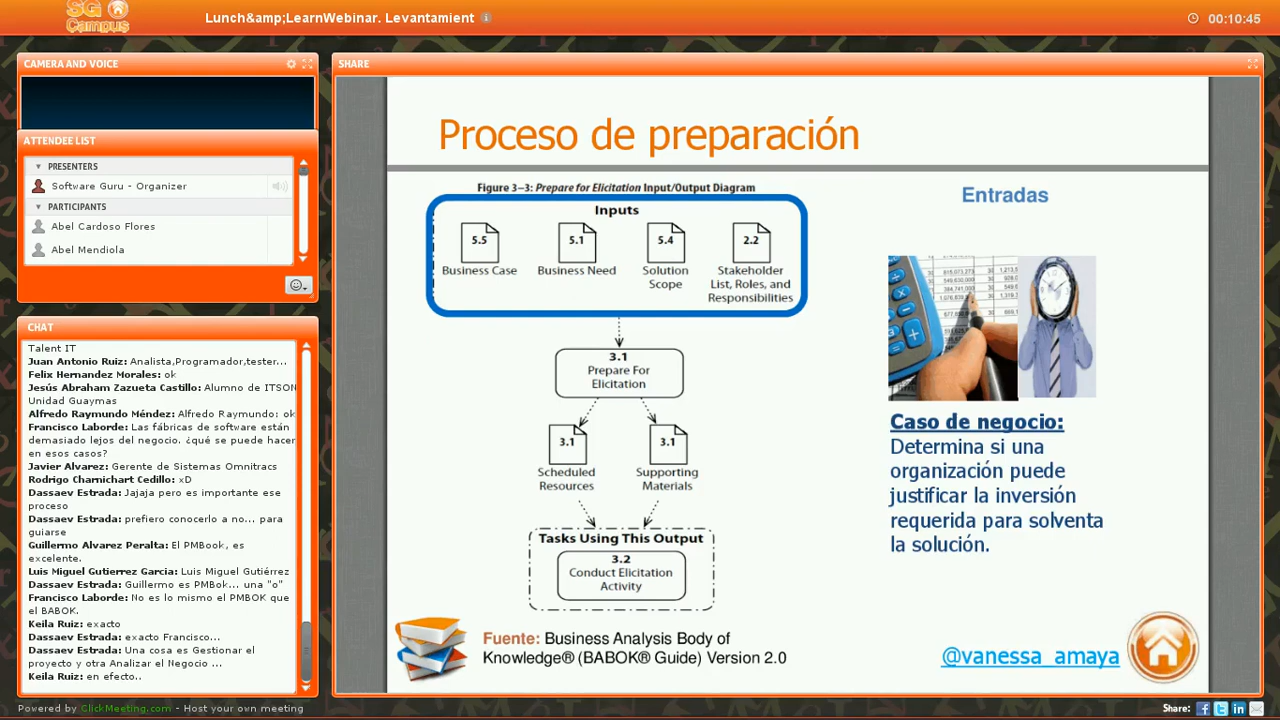 SG
Campus
Lunch&amp;LearnWebinar. Levantamient
00:10:45
CAMERA AND VOICE
ATTENDEE LIST
PRESENTERS
Software Guru - Organizer
PARTICIPANTS
Abel Cardoso Flores
Abel Mendiola
CHAT
Talent IT
Juan Antonio Ruiz: Analista,Programador,tester...
Felix Hernandez Morales: ok
Jesús Abraham Zazueta Castillo: Alumno de ITSON
Unidad Guaymas
Alfredo Raymundo Méndez: Alfredo Raymundo: ok
Francisco Laborde: Las fábricas de software están
demasiado lejos del negocio. ¿qué se puede hacer
en esos casos?
Javier Alvarez: Gerente de Sistemas Omnitracs
Rodrigo Charnichart Cedillo: xD
Dassaev Estrada: Jajaja pero es importante ese
proceso
Dassaev Estrada: prefiero conocerlo a no... para
guiarse
Guillermo Alvarez Peralta: El PMBook, es
excelente.
Luis Miguel Gutierrez Garcia: Luis Miguel Gutiérrez
Dassaev Estrada: Guillermo es PMBok... una "o"
Francisco Laborde: No es lo mismo el PMBOK que
el BABOK.
Keila Ruiz: exacto
Dassaev Estrada: exacto Francisco...
Dassaev Estrada: Una cosa es Gestionar el
proyecto y otra Analizar el Negocio ...
Keila Ruiz: en efecto..
Powered by ClickMeeting.com - Host your own meeting
SHARE
Proceso de preparación
Figure 3–3: Prepare for Elicitation Input/Output Diagram
Inputs
5.5
Business Case
5.1
Business Need
5.4
Solution
Scope
2.2
Stakeholder
List, Roles, and
Responsibilities
3.1
Prepare For
Elicitation
3.1
Scheduled
Resources
3.1
Supporting
Materials
Tasks Using This Output
3.2
Conduct Elicitation
Activity
Entradas
Caso de negocio:
Determina si una
organización puede
justificar la inversión
requerida para solventa
la solución.
Fuente: Business Analysis Body of
Knowledge® (BABOK® Guide) Version 2.0
@vanessa_amaya
Share: